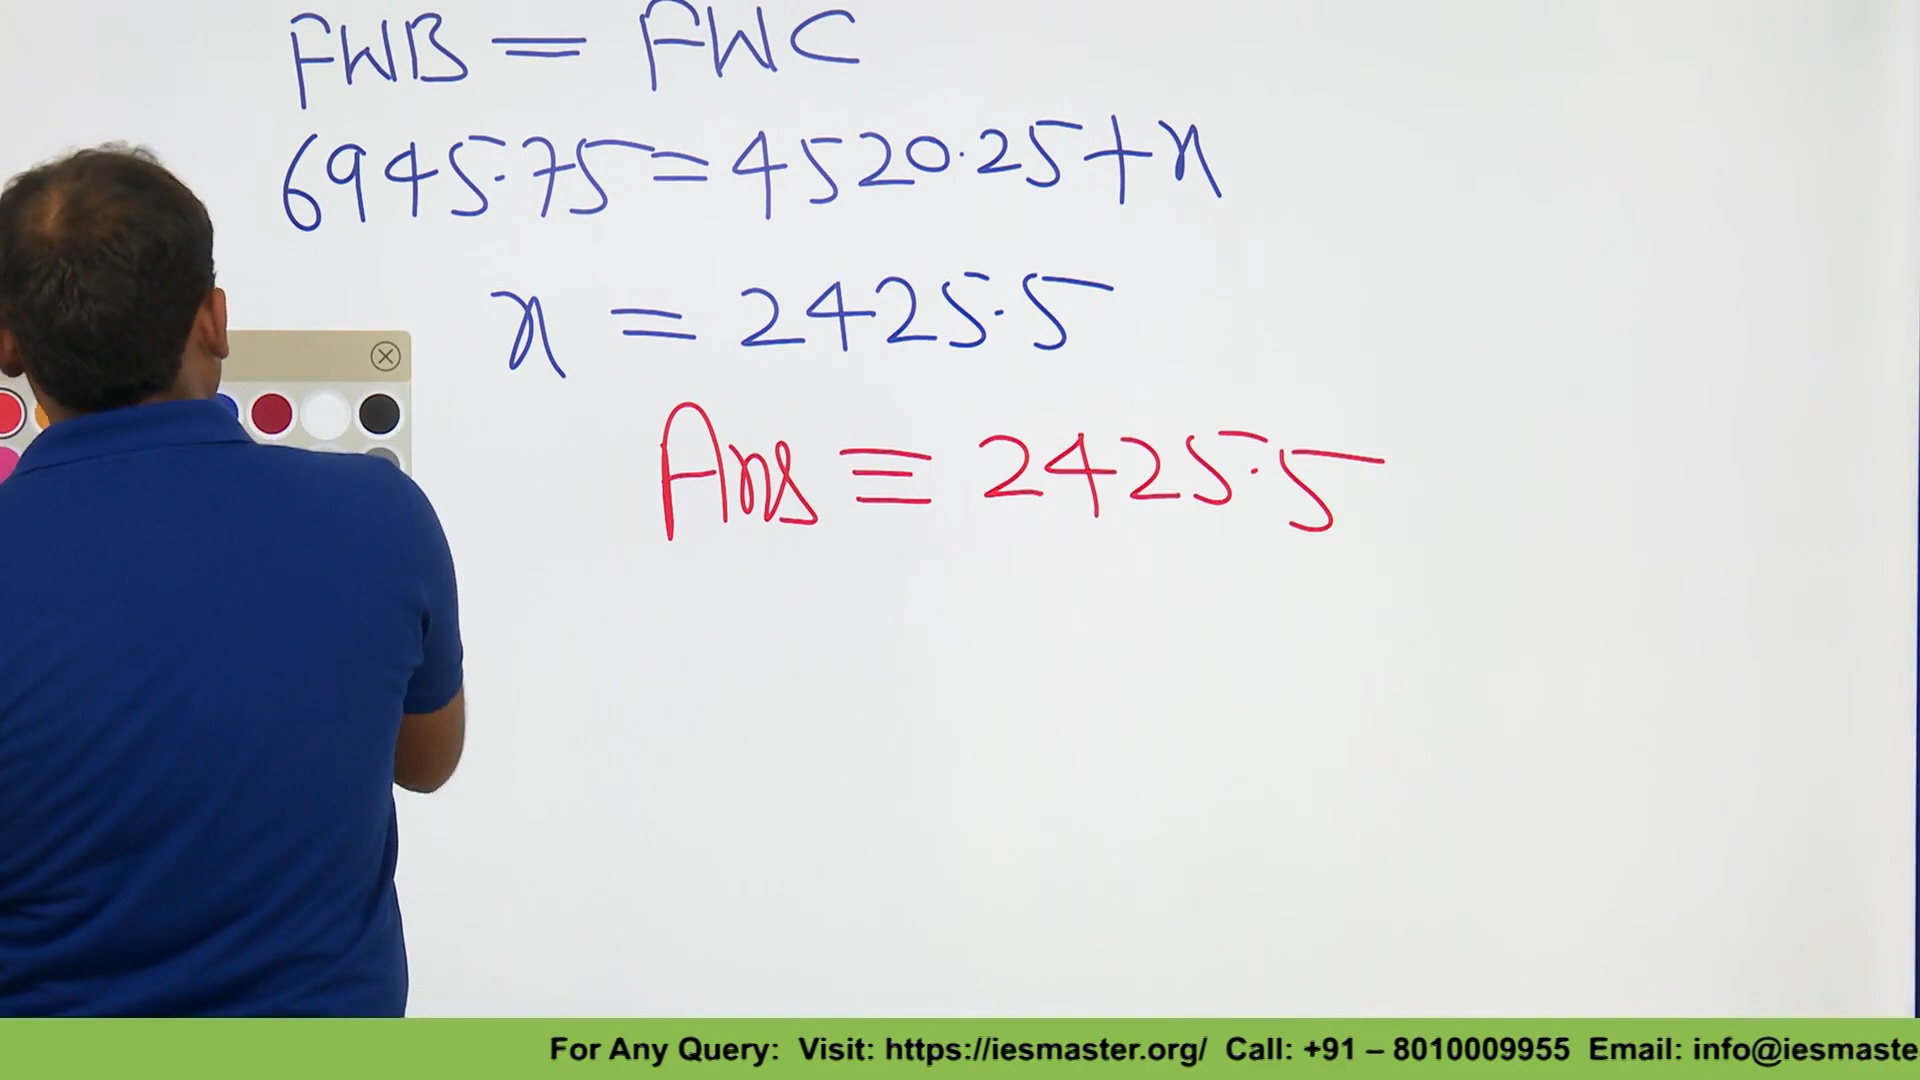 FWB = FWC
6945.75 = 4520.25 + x
x = 2425.5
Ans ≡ 2425.5
For Any Query: Visit: https://iesmaster.org/ Call: +91 – 8010009955 Email: info@iesmaste